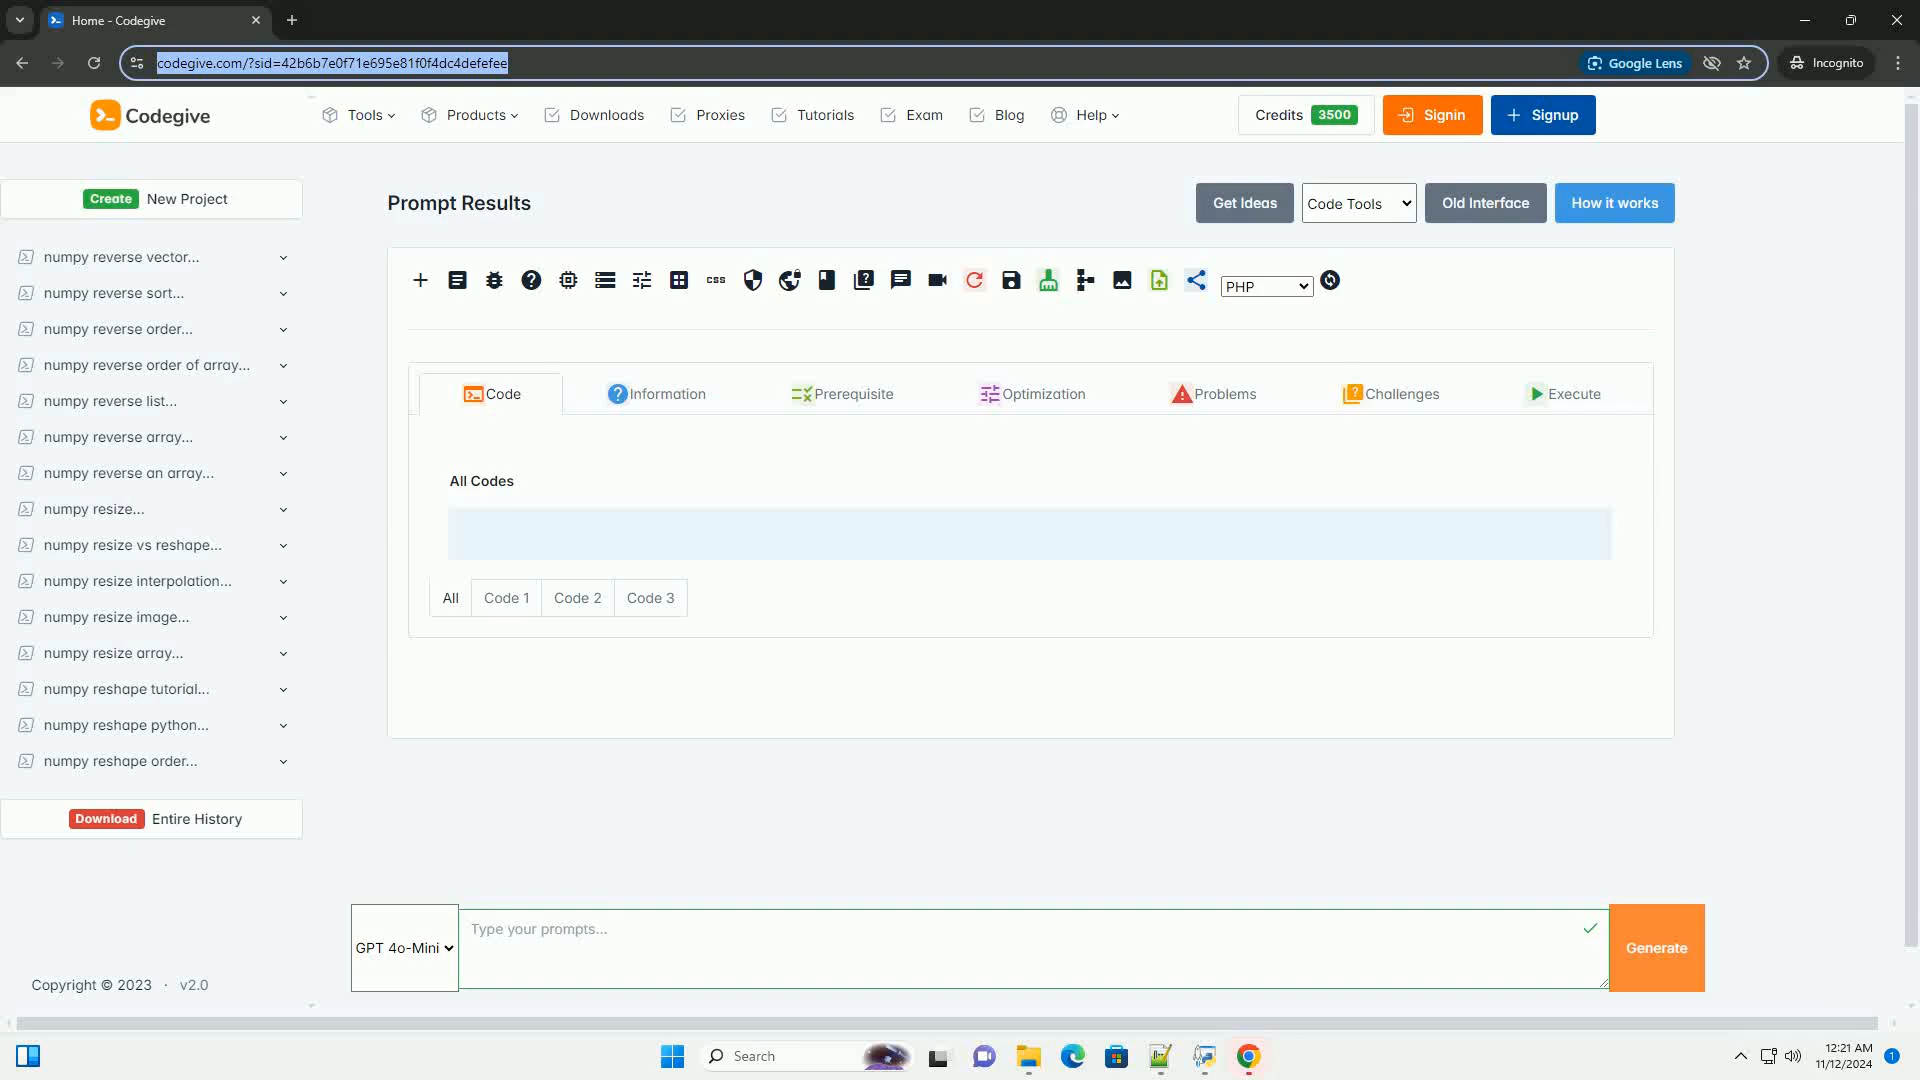 Home - Codegive
codegive.com/?sid=42b6b7e0f71e695e81f0f4dc4defefee
Google Lens
Incognito
Codegive
Tools
Products
Downloads
Proxies
Tutorials
Exam
Blog
Help
Credits 3500
Signin
Signup
Create New Project
numpy reverse vector...
numpy reverse sort...
numpy reverse order...
numpy reverse order of array...
numpy reverse list...
numpy reverse array...
numpy reverse an array...
numpy resize...
numpy resize vs reshape...
numpy resize interpolation...
numpy resize image...
numpy resize array...
numpy reshape tutorial...
numpy reshape python...
numpy reshape order...
Download Entire History
Copyright © 2023 · v2.0
Prompt Results
Get Ideas
Code Tools
Old Interface
How it works
css
PHP
Code
Information
Prerequisite
Optimization
Problems
Challenges
Execute
All Codes
All
Code 1
Code 2
Code 3
GPT 4o-Mini
Type your prompts...
Generate
Search
12:21 AM
11/12/2024
1